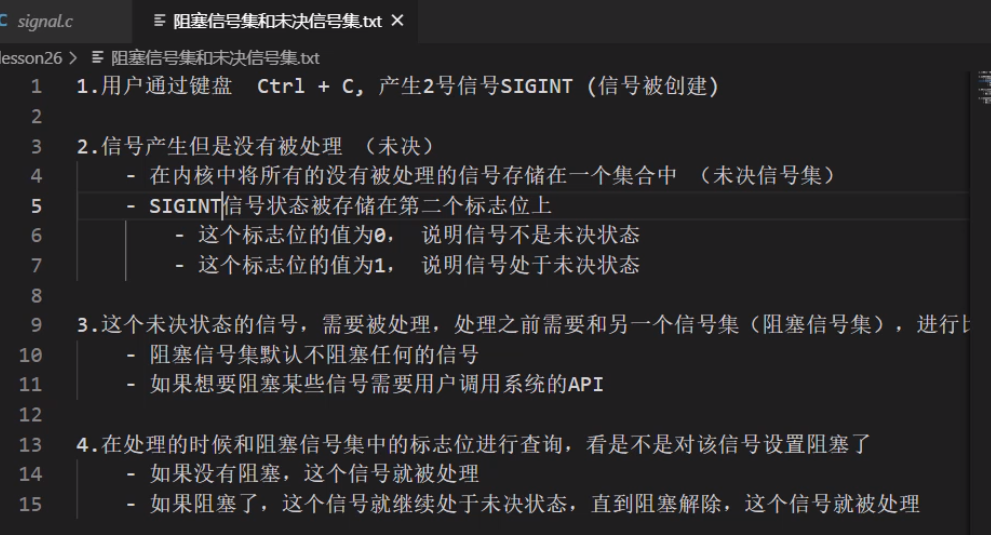 signal.c
阻塞信号集和未决信号集.txt
lesson26 > 阻塞信号集和未决信号集.txt
1 1.用户通过键盘 Ctrl + C, 产生2号信号SIGINT (信号被创建)
2
3 2.信号产生但是没有被处理 （未决）
4 - 在内核中将所有的没有被处理的信号存储在一个集合中 （未决信号集）
5 - SIGINT信号状态被存储在第二个标志位上
6 - 这个标志位的值为0， 说明信号不是未决状态
7 - 这个标志位的值为1， 说明信号处于未决状态
8
9 3.这个未决状态的信号，需要被处理，处理之前需要和另一个信号集（阻塞信号集），进行
10 - 阻塞信号集默认不阻塞任何的信号
11 - 如果想要阻塞某些信号需要用户调用系统的API
12
13 4.在处理的时候和阻塞信号集中的标志位进行查询，看是不是对该信号设置阻塞了
14 - 如果没有阻塞，这个信号就被处理
15 - 如果阻塞了，这个信号就继续处于未决状态，直到阻塞解除，这个信号就被处理